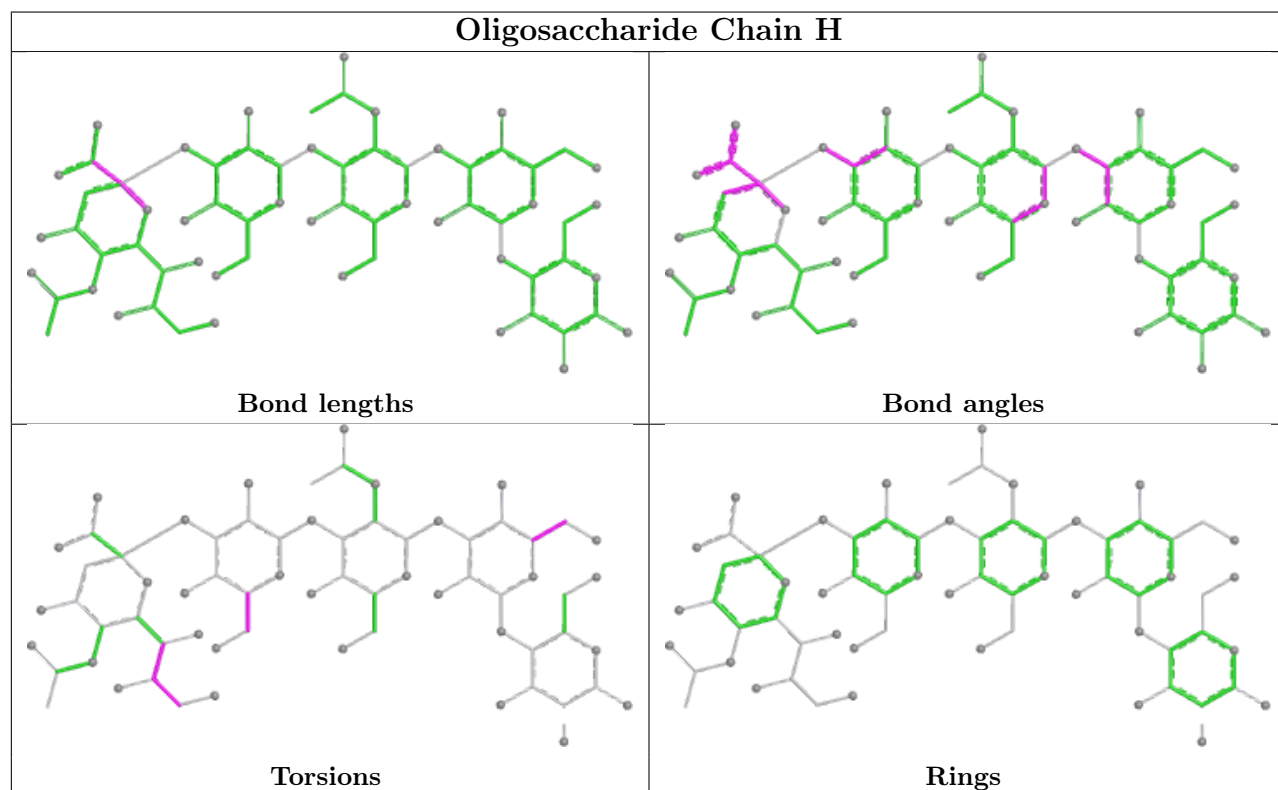 Oligosaccharide Chain H
Bond lengths
Bond angles
Torsions
Rings